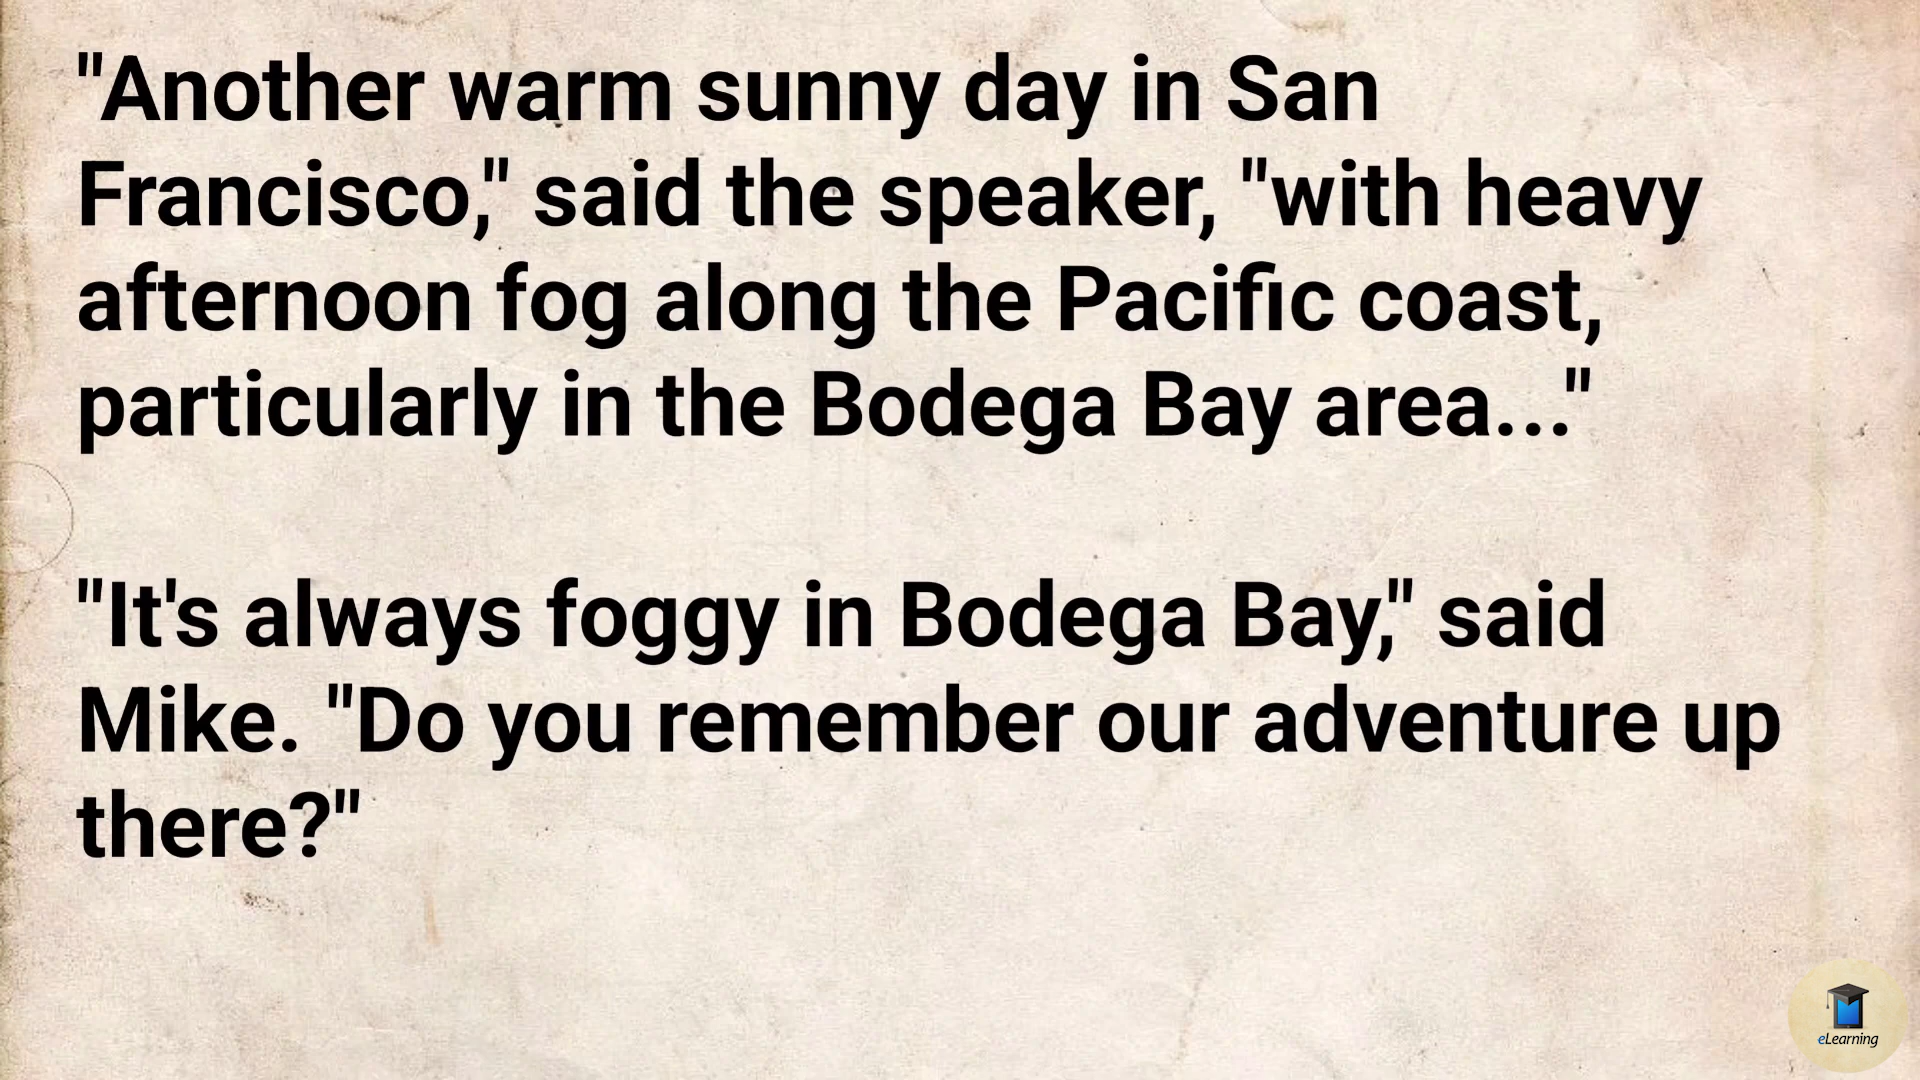 "Another warm sunny day in San
Francisco," said the speaker, "with heavy
afternoon fog along the Pacific coast,
particularly in the Bodega Bay area..."
"It's always foggy in Bodega Bay," said
Mike. "Do you remember our adventure up
there?"
eLearning